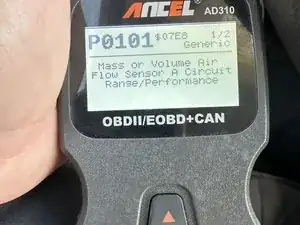 ANCEL
AD310
P0101 $07E8 1/2
Generic
Mass or Volume Air
Flow Sensor A Circuit
Range/Performance
OBDII/EOBD+CAN